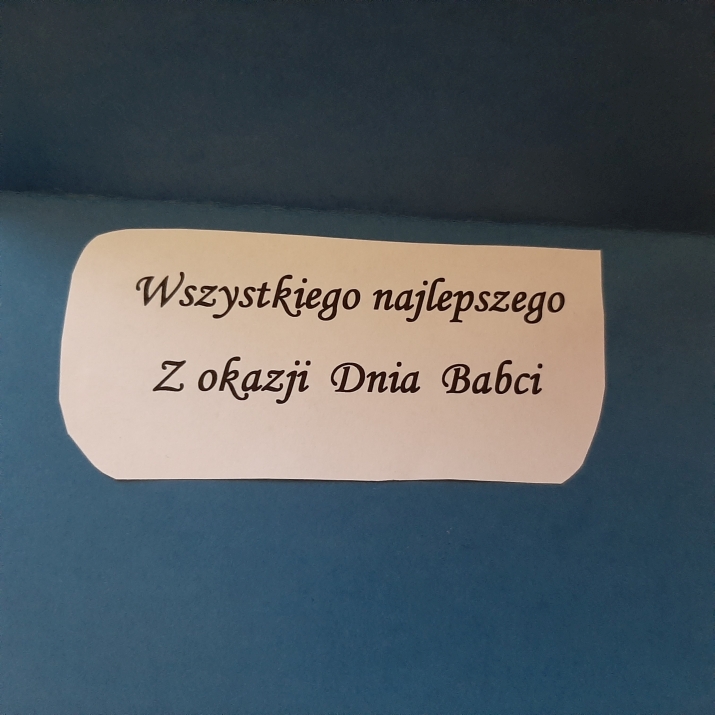 Wszystkiego najlepszego
Z okazji Dnia Babci